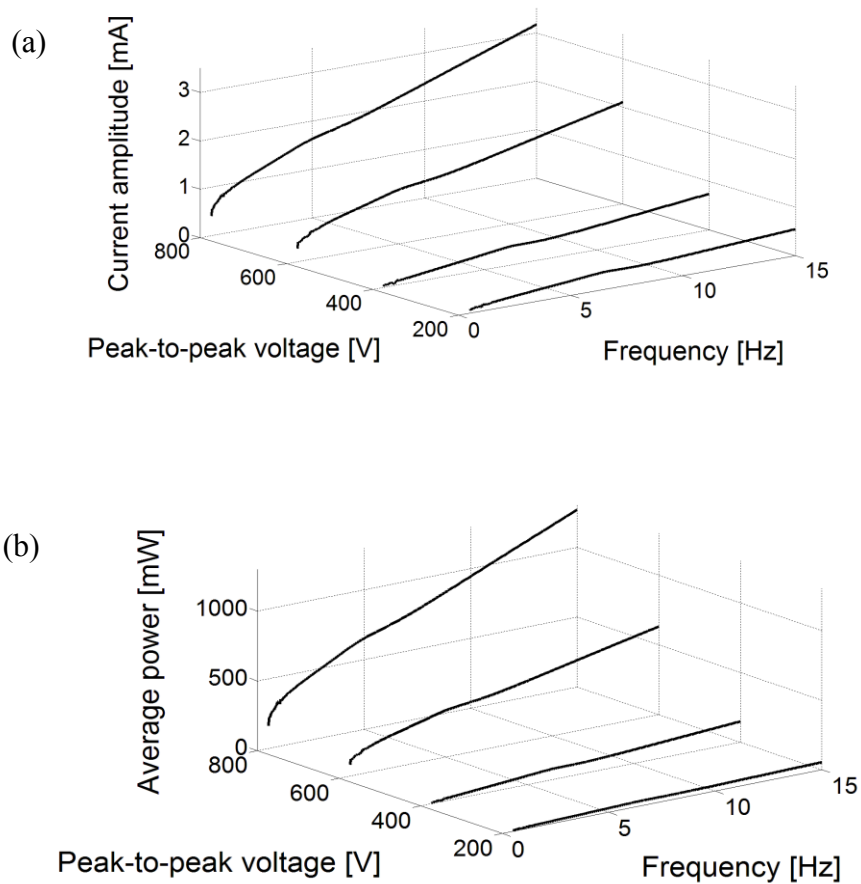 (a)
Current amplitude [mA]
3
2
1
0
800
600
400
200
0
5
10
15
Peak-to-peak voltage [V]
Frequency [Hz]
(b)
Average power [mW]
1000
500
0
800
600
400
200
0
5
10
15
Peak-to-peak voltage [V]
Frequency [Hz]